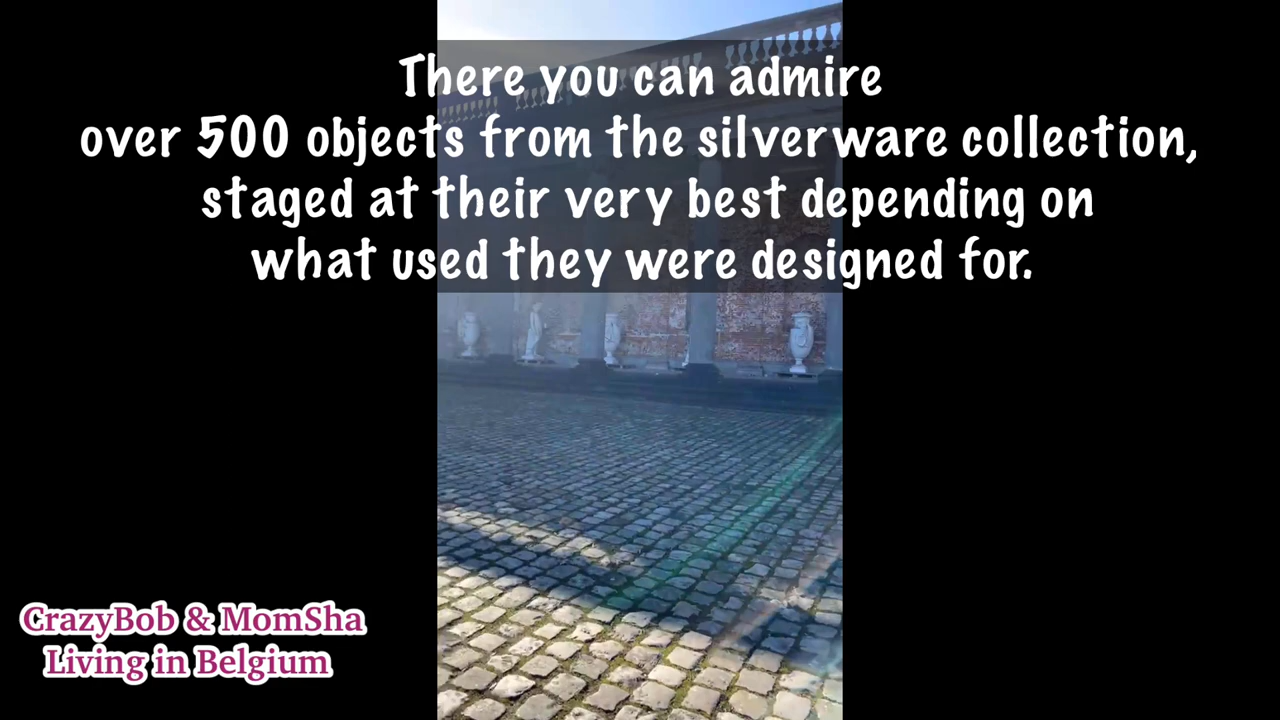 There you can admire
over 500 objects from the silverware collection,
staged at their very best depending on
what used they were designed for.
CrazyBob & MomSha
Living in Belgium